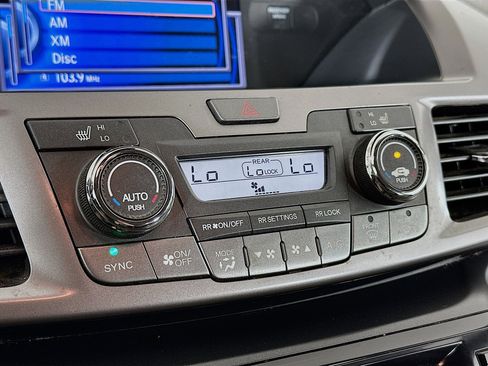 FM
AM
XM
Disc
103.9 MHz
HI
LO
HI
LO
REAR
Lo Lo LOCK Lo
AUTO
PUSH
PUSH
RR ON/OFF RR SETTINGS RR LOCK
SYNC ON/OFF MODE A/C FRONT